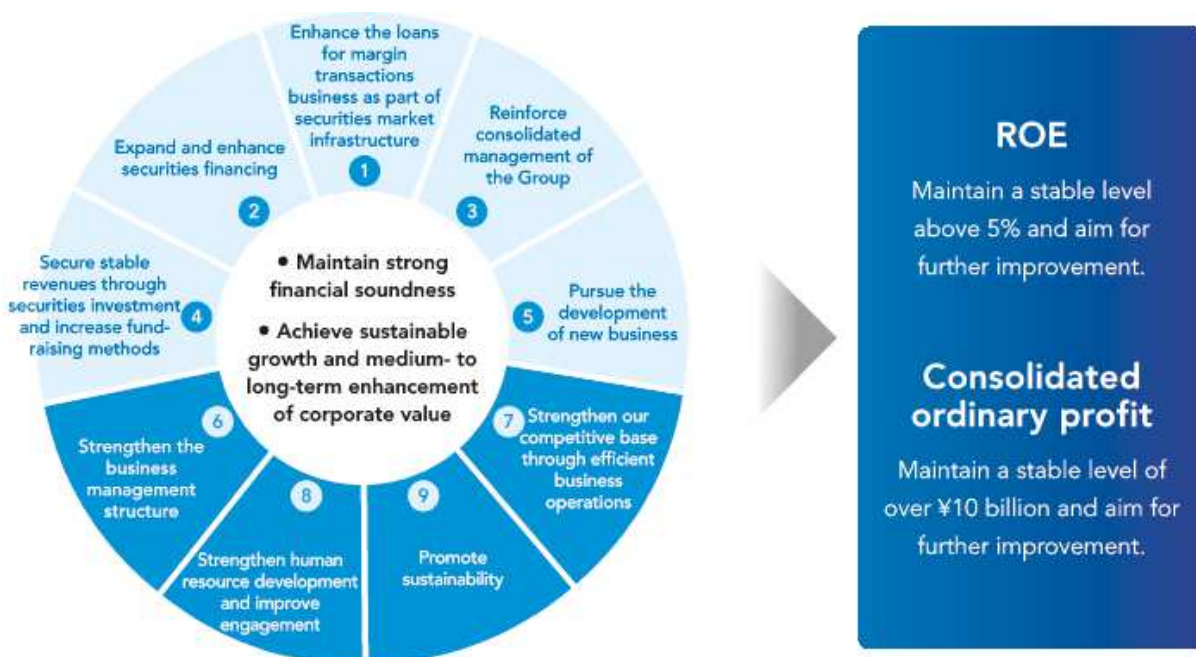 Enhance the loans
for margin
transactions
business as part of
securities market
infrastructure
1
Expand and enhance
securities financing
2
Reinforce
consolidated
management of
the Group
3
Secure stable
revenues through
securities investment
and increase fund-
raising methods
4
Pursue the
development
of new business
5
• Maintain strong
financial soundness
• Achieve sustainable
growth and medium- to
long-term enhancement
of corporate value
6
Strengthen the
business
management
structure
7
Strengthen our
competitive base
through efficient
business
operations
8
Strengthen human
resource development
and improve
engagement
9
Promote
sustainability
ROE
Maintain a stable level
above 5% and aim for
further improvement.
Consolidated
ordinary profit
Maintain a stable level of
over ¥10 billion and aim for
further improvement.